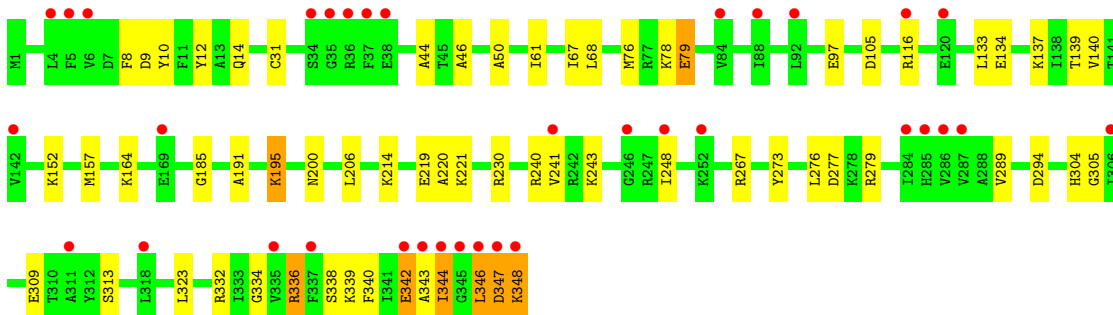 M1 L4 F5 V6 D7 F8 D9 Y10 F11 Y12 A13 Q14 C31 S34 G35 R36 F37 E38 A44 T45 A46 A50 I61 I67 L68 M76 R77 K78 E79 V84 I88 L92 E97 D105 R116 E120 L133 E134 K137 I138 T139 V140 T141
V142 K152 M157 K164 E169 G185 A191 K195 N200 L206 K214 E219 A220 K221 R230 R240 V241 R242 K243 G246 R247 I248 K252 R267 Y273 L276 D277 K278 R279 I284 H285 V286 V287 A288 V289 D294 H304 G305 I306
E309 T310 A311 Y312 S313 L318 L323 R332 I333 G334 V335 R336 F337 S338 K339 F340 I341 E342 A343 I344 G345 L346 D347 K348